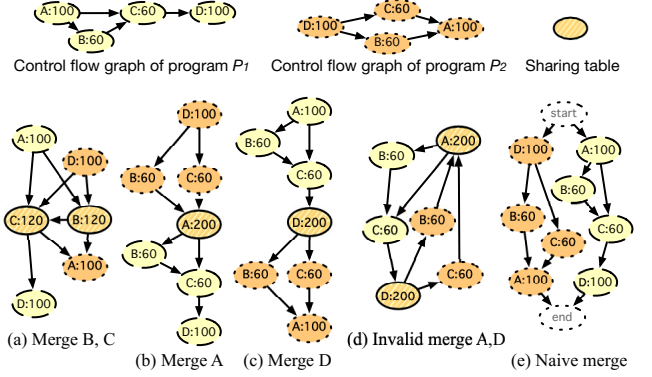 A:100 C:60 D:100
B:60
Control flow graph of program P1
C:60
D:100 A:100
B:60
Control flow graph of program P2
Sharing table
A:100
D:100
C:120 B:120
A:100
D:100
(a) Merge B, C
D:100
B:60 C:60
A:200
B:60
C:60
D:100
(b) Merge A
A:100
B:60
C:60
D:200
B:60 C:60
A:100
(c) Merge D
A:200
B:60
C:60 B:60
C:60
D:200
(d) Invalid merge A,D
start
D:100 A:100
B:60
B:60 C:60
C:60
A:100 D:100
end
(e) Naive merge